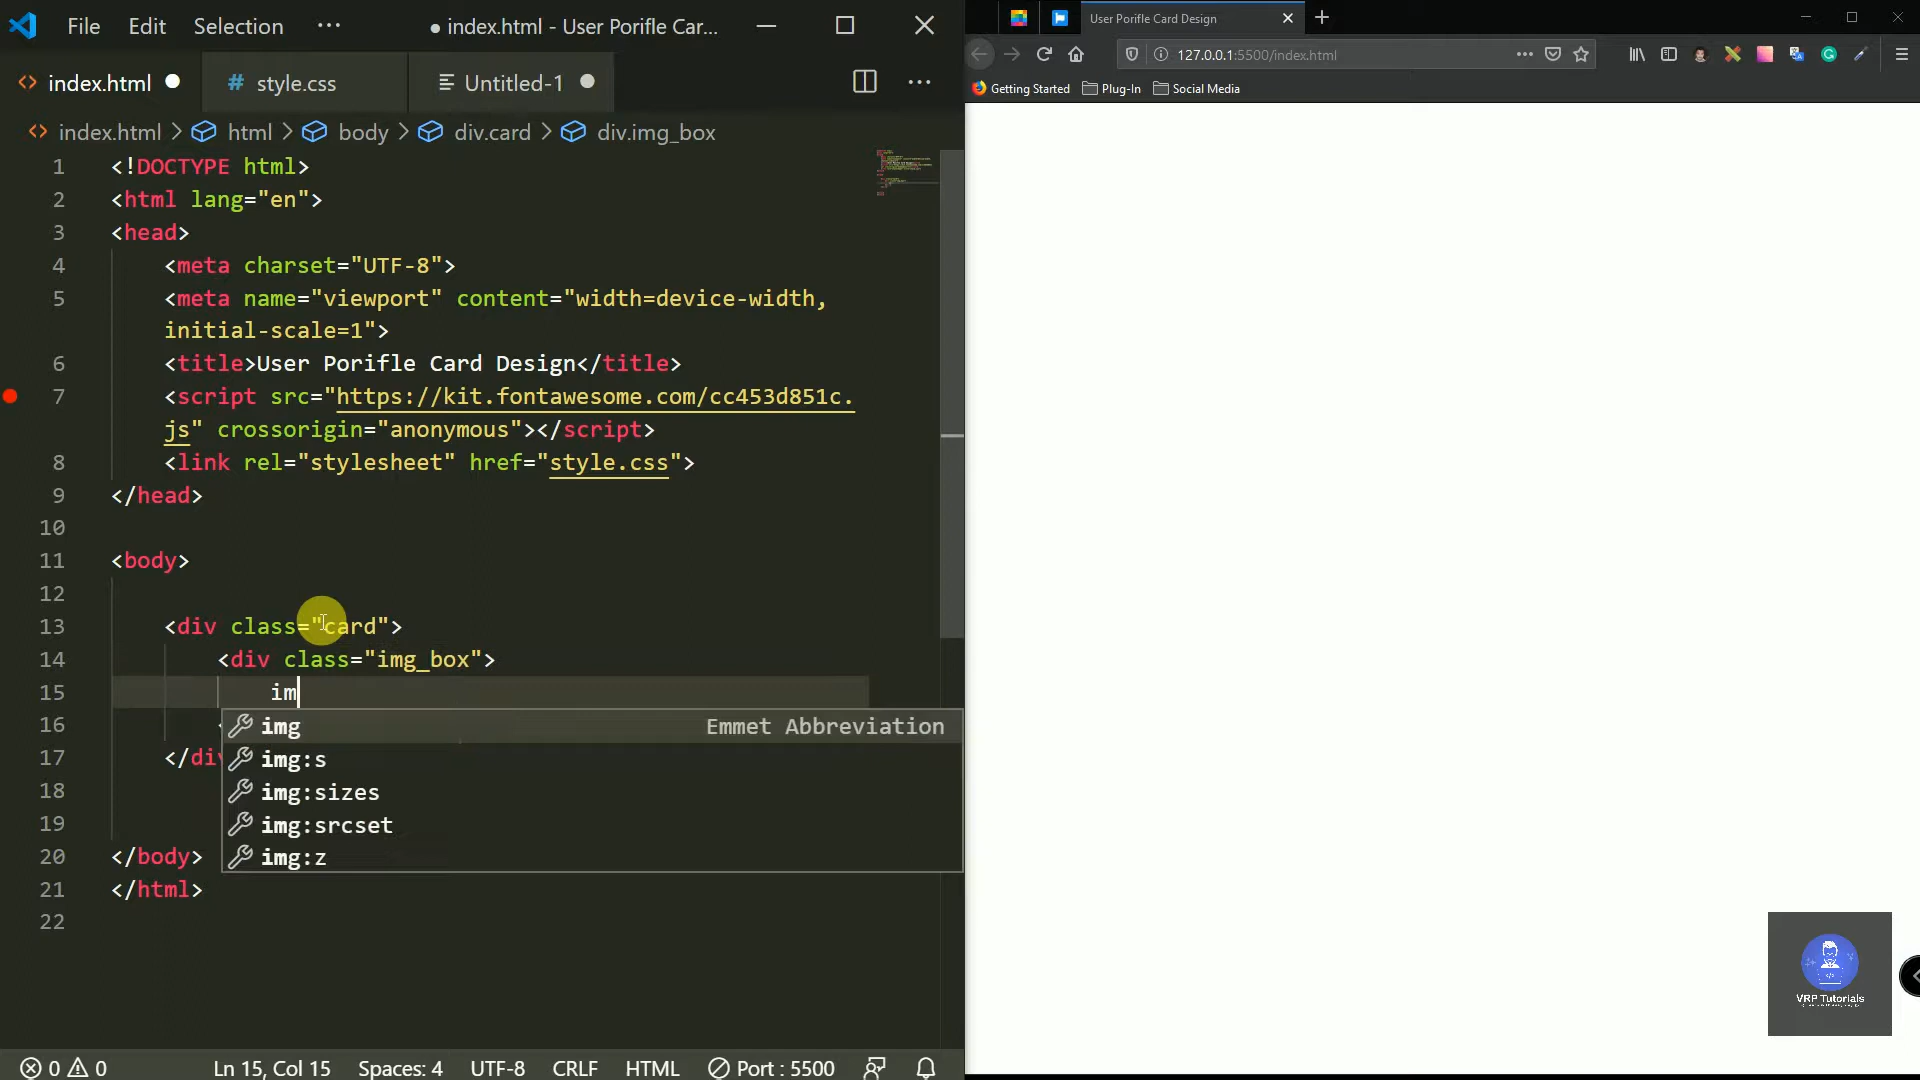 File Edit Selection ··· ● index.html - User Porifle Car...
index.html style.css Untitled-1
index.html > html > body > div.card > div.img_box
1 <!DOCTYPE html>
2 <html lang="en">
3 <head>
4 <meta charset="UTF-8">
5 <meta name="viewport" content="width=device-width,
initial-scale=1">
6 <title>User Porifle Card Design</title>
7 <script src="https://kit.fontawesome.com/cc453d851c.
js" crossorigin="anonymous"></script>
8 <link rel="stylesheet" href="style.css">
9 </head>
10
11 <body>
12
13 <div class="card">
14 <div class="img_box">
15 im
16 <
17 </div
18
19
20 </body>
21 </html>
22
img Emmet Abbreviation
img:s
img:sizes
img:srcset
img:z
0 0 Ln 15, Col 15 Spaces: 4 UTF-8 CRLF HTML Port : 5500
User Porifle Card Design
127.0.0.1:5500/index.html
Getting Started Plug-In Social Media
VRP Tutorials